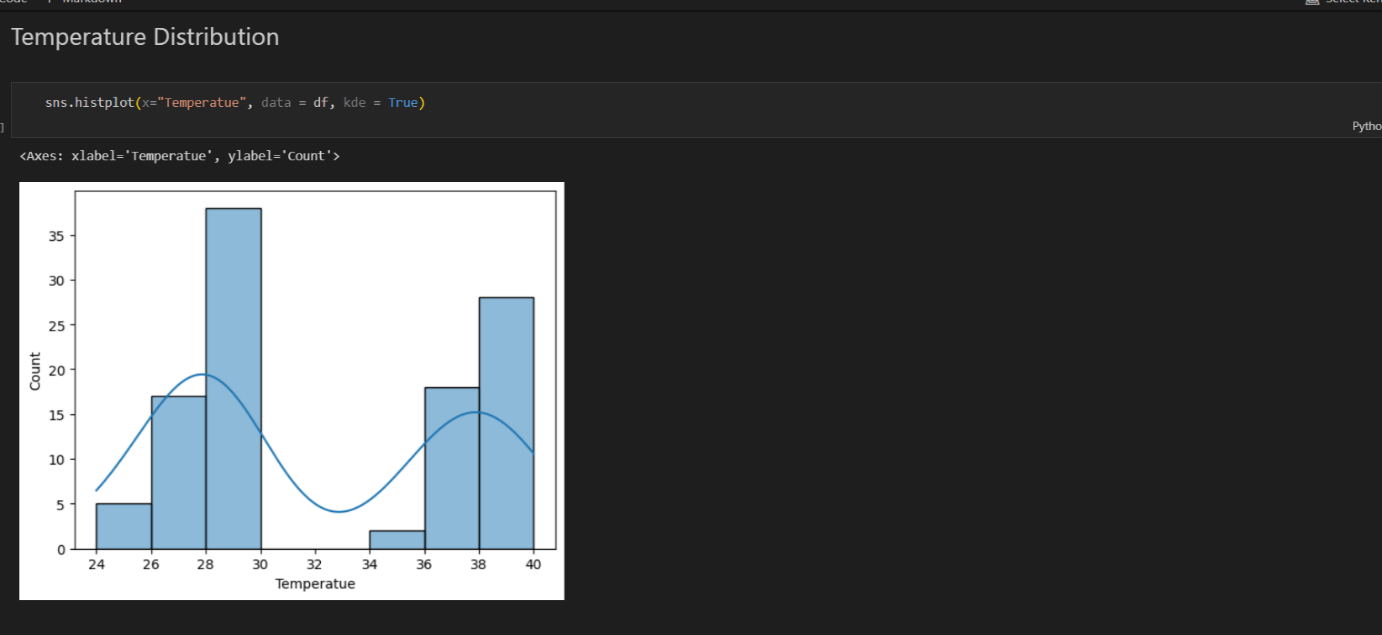 Temperature Distribution
sns.histplot(x="Temperatue", data = df, kde = True)
]
<Axes: xlabel='Temperatue', ylabel='Count'>
35
30
25
20
15
10
5
0
Count
24 26 28 30 32 34 36 38 40
Temperatue